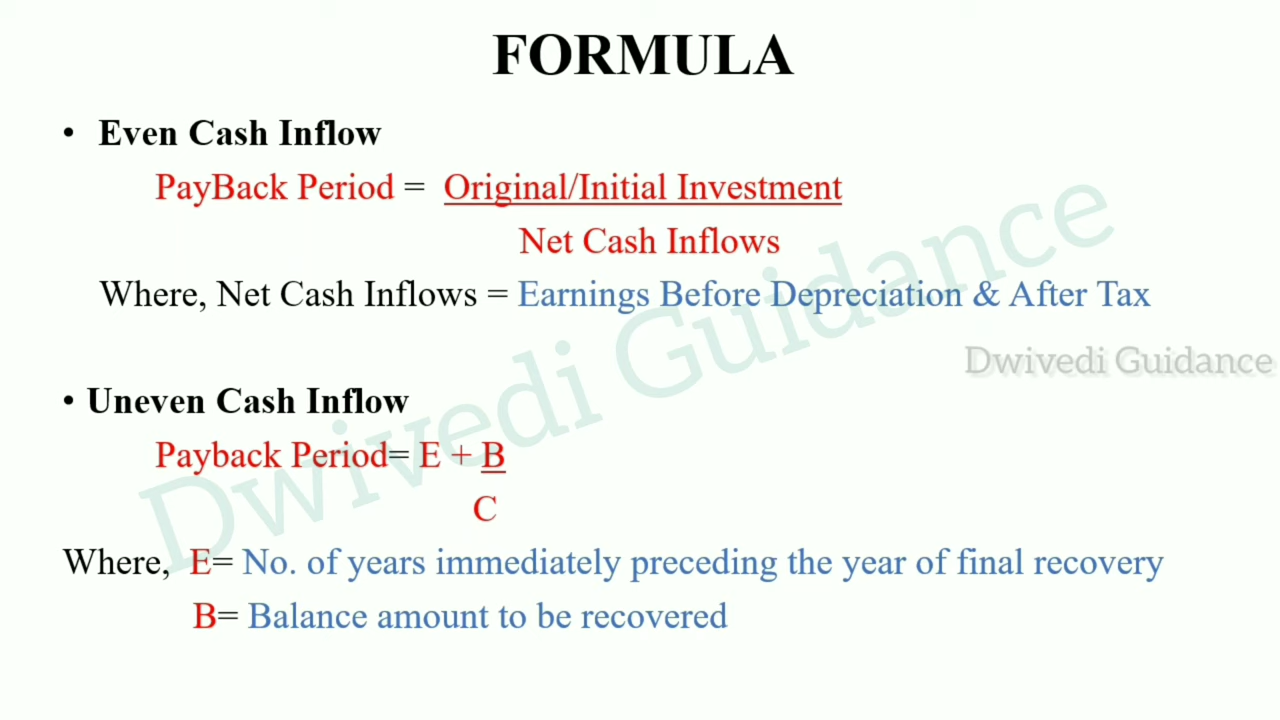 FORMULA
• Even Cash Inflow
PayBack Period = Original/Initial Investment
Net Cash Inflows
Where, Net Cash Inflows = Earnings Before Depreciation & After Tax
Dwivedi Guidance
• Uneven Cash Inflow
Payback Period= E + B
C
Where, E= No. of years immediately preceding the year of final recovery
B= Balance amount to be recovered
Dwivedi Guidance